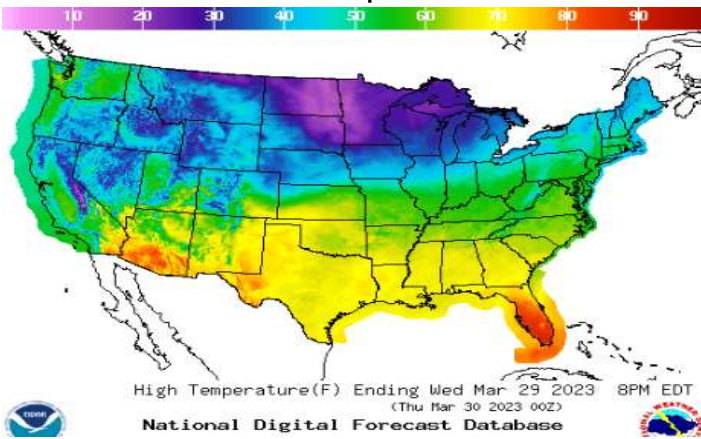 10 20 30 40 50 60 70 80 90
High Temperature(F) Ending Wed Mar 29 2023 8PM EDT
(Thu Mar 30 2023 00Z)
National Digital Forecast Database